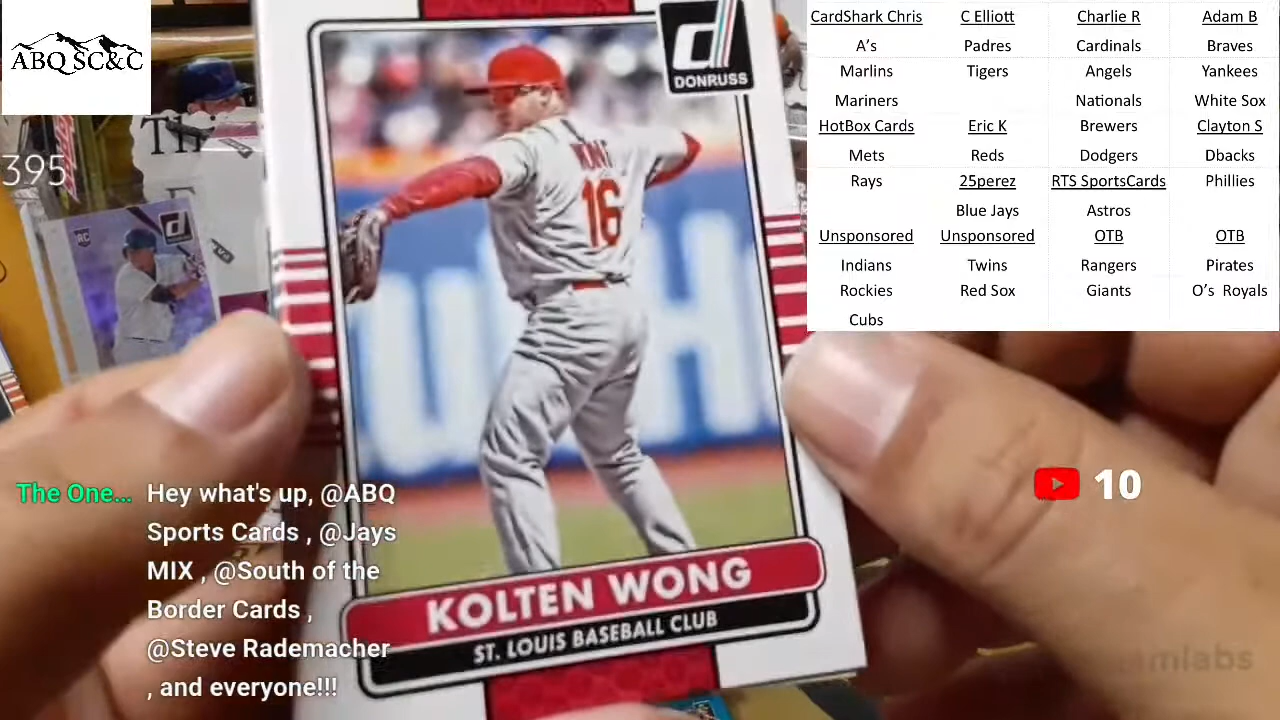 ABQ SC&C
395
RC
DONRUSS
WONG
16
KOLTEN WONG
ST. LOUIS BASEBALL CLUB
CardShark Chris C Elliott Charlie R Adam B
A's Padres Cardinals Braves
Marlins Tigers Angels Yankees
Mariners Nationals White Sox
HotBox Cards Eric K Brewers Clayton S
Mets Reds Dodgers Dbacks
Rays 25perez RTS SportsCards Phillies
Blue Jays Astros
Unsponsored Unsponsored OTB OTB
Indians Twins Rangers Pirates
Rockies Red Sox Giants O's Royals
Cubs
The One... Hey what's up, @ABQ
Sports Cards , @Jays
MIX , @South of the
Border Cards ,
@Steve Rademacher
, and everyone!!!
10
mlabs